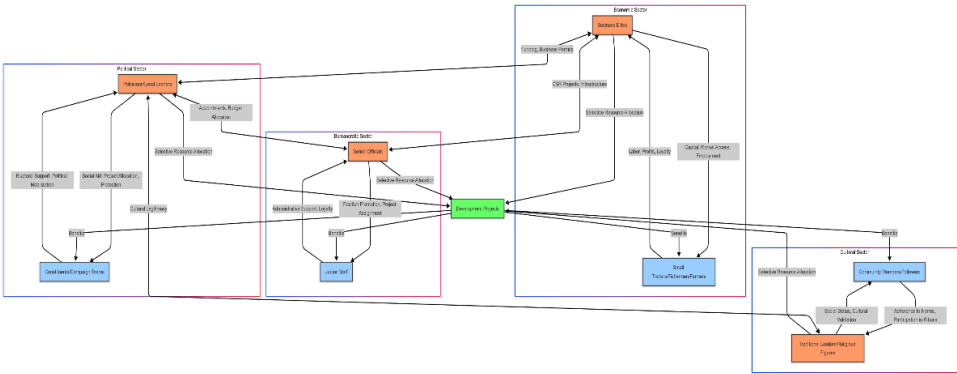 Economic Sector
Business Elites
Funding, Business Permits
Political Sector
Politicians/Local Leaders
CSR Projects, Infrastructure
Appointments, Budget
Allocation
Selective Resource Allocation
Bureaucratic Sector
Senior Officials
Selective Resource Allocation
Labor, Profits, Loyalty
Capital, Market Access,
Employment
Electoral Support, Political
Mobilization
Social Aid, Project Allocation,
Protection
Selective Resource Allocation
Cultural Legitimacy
Administrative Support, Loyalty
Position Promotion, Project
Assignment
Development Projects
Benefits
Benefits
Benefits
Benefits
Constituents/Campaign Teams
Junior Staff
Small
Traders/Fishermen/Farmers
Cultural Sector
Selective Resource Allocation
Community Members/Followers
Social Status, Cultural
Validation
Adherence to Norms,
Participation in Rituals
Traditional Leaders/Religious
Figures